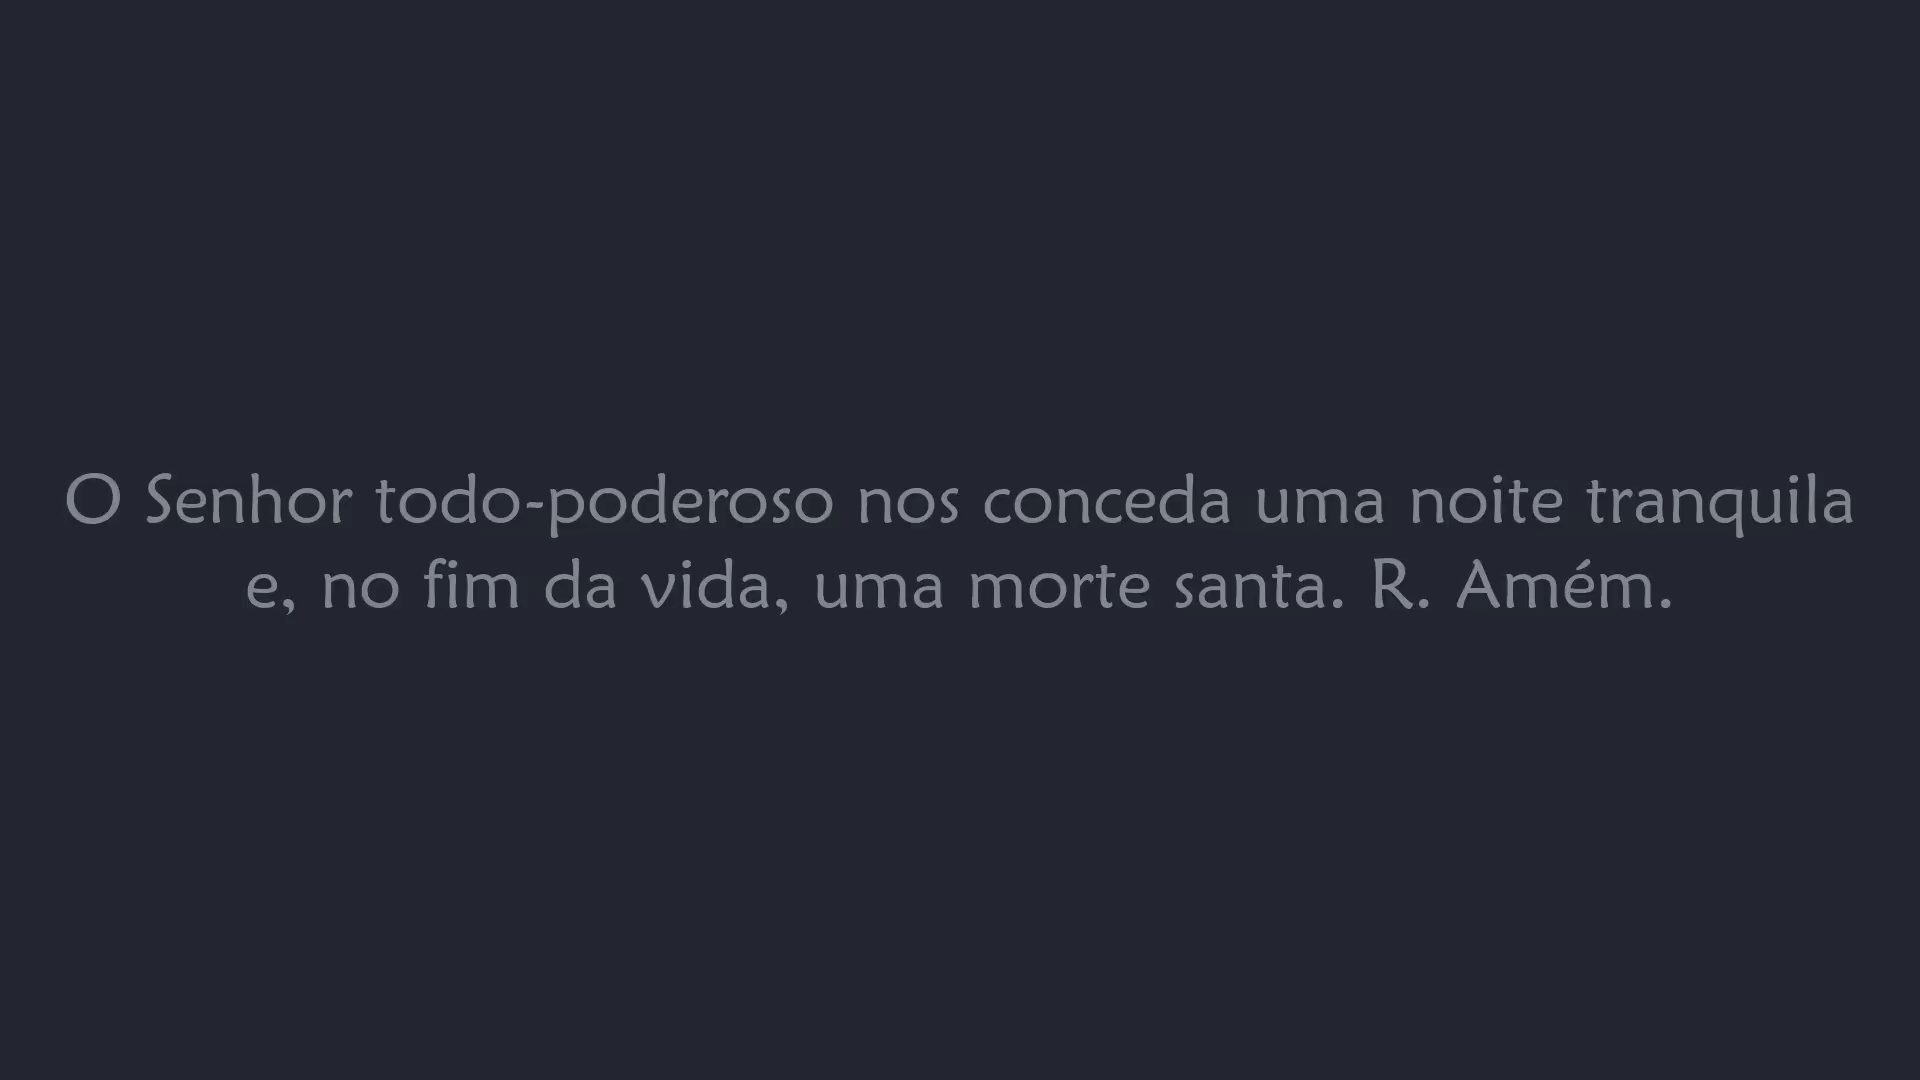 O Senhor todo-poderoso nos conceda uma noite tranquila
e, no fim da vida, uma morte santa. R. Amém.